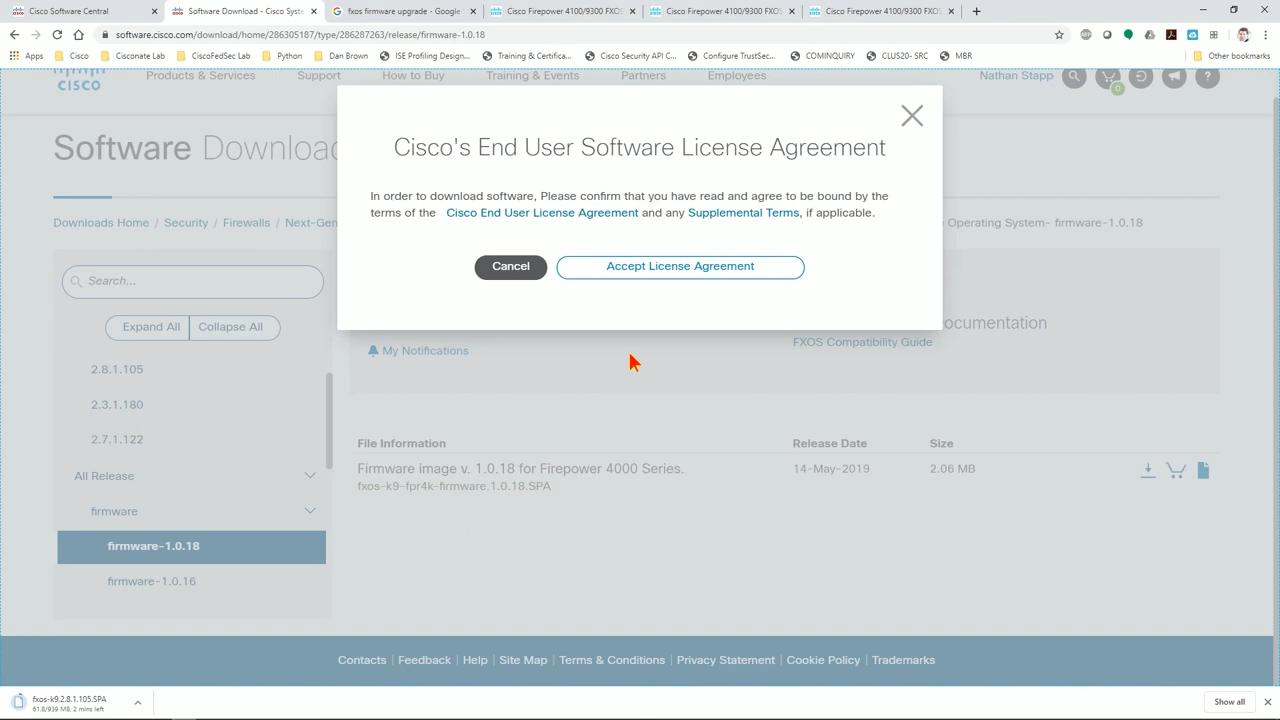 Cisco Software Central
Software Download - Cisco Syste
fxos firmware upgrade - Google
Cisco Firepower 4100/9300 FXOS
Cisco Firepower 4100/9300 FXOS
Cisco Firepower 4100/9300 FXOS
software.cisco.com/download/home/286305187/type/286287263/release/firmware-1.0.18
Apps
Cisco
Cisconate Lab
CiscoFedSec Lab
Python
Dan Brown
ISE Profiling Design...
Training & Certifica...
Cisco Security API C...
Configure TrustSec...
COMINQUIRY
CLUS20- SRC
MBR
Other bookmarks
CISCO
Products & Services
Support
How to Buy
Training & Events
Partners
Employees
Nathan Stapp
0
Software Download
Cisco's End User Software License Agreement
In order to download software, Please confirm that you have read and agree to be bound by the
terms of the Cisco End User License Agreement and any Supplemental Terms, if applicable.
Cancel
Accept License Agreement
Downloads Home / Security / Firewalls / Next-Gen
Operating System- firmware-1.0.18
Search...
Expand All
Collapse All
2.8.1.105
2.3.1.180
2.7.1.122
All Release
firmware
firmware-1.0.18
firmware-1.0.16
ocumentation
FXOS Compatibility Guide
My Notifications
File Information
Release Date
Size
Firmware image v. 1.0.18 for Firepower 4000 Series.
14-May-2019
2.06 MB
fxos-k9-fpr4k-firmware.1.0.18.SPA
Contacts | Feedback | Help | Site Map | Terms & Conditions | Privacy Statement | Cookie Policy | Trademarks
fxos-k9.2.8.1.105.SPA
61.8/939 MB, 2 mins left
Show all